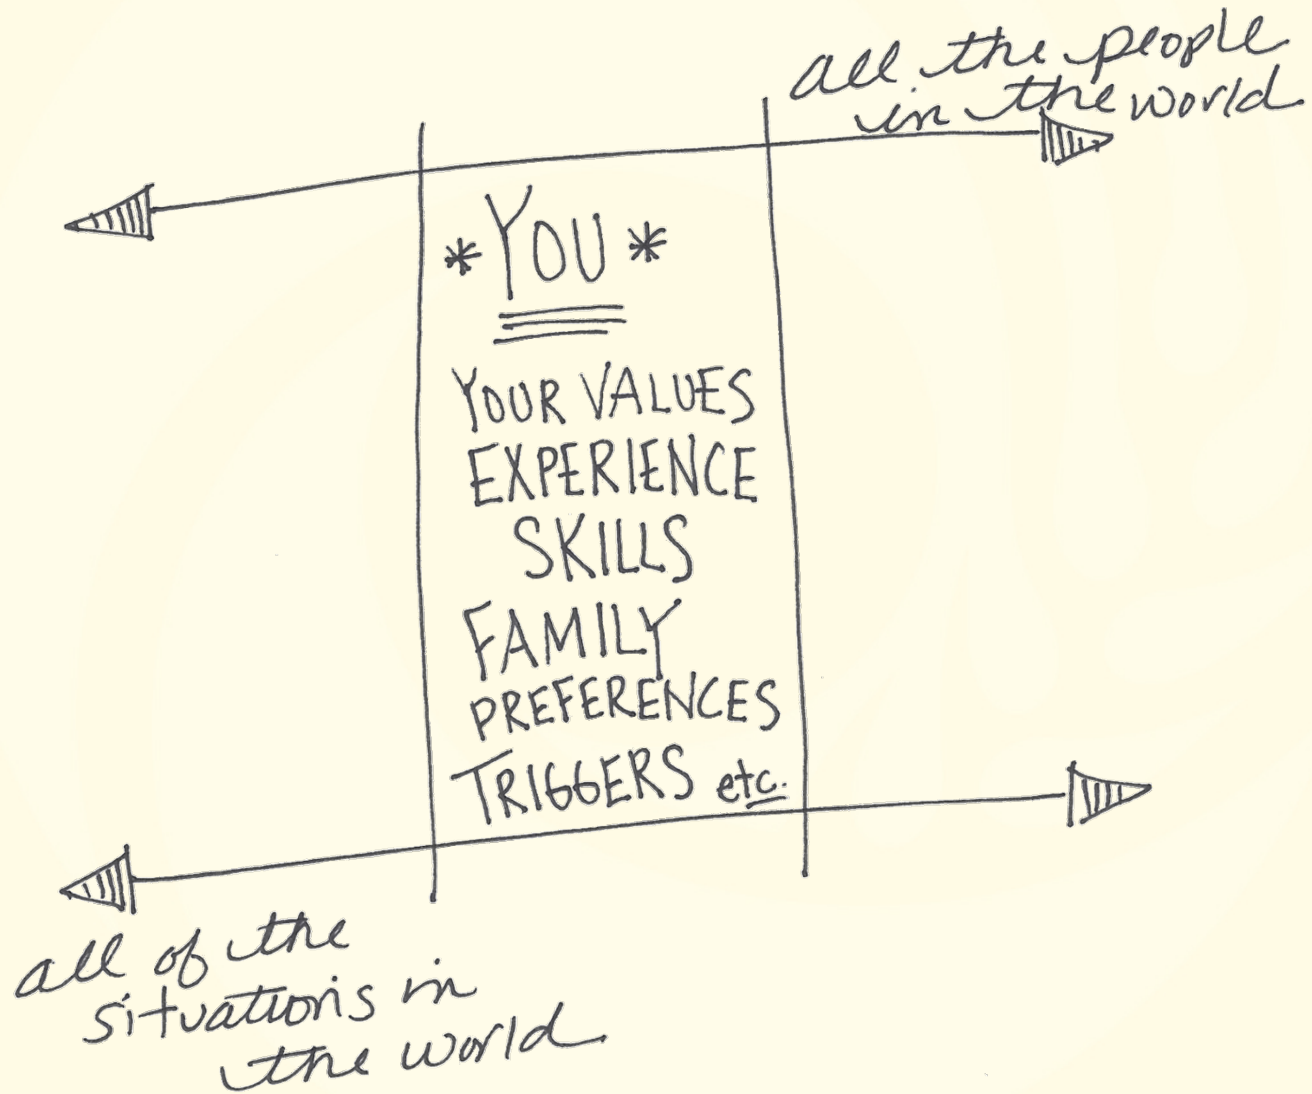 all the people
in the world
*YOU*
YOUR VALUES
EXPERIENCE
SKILLS
FAMILY
PREFERENCES
TRIGGERS etc.
all of the
situations in
the world